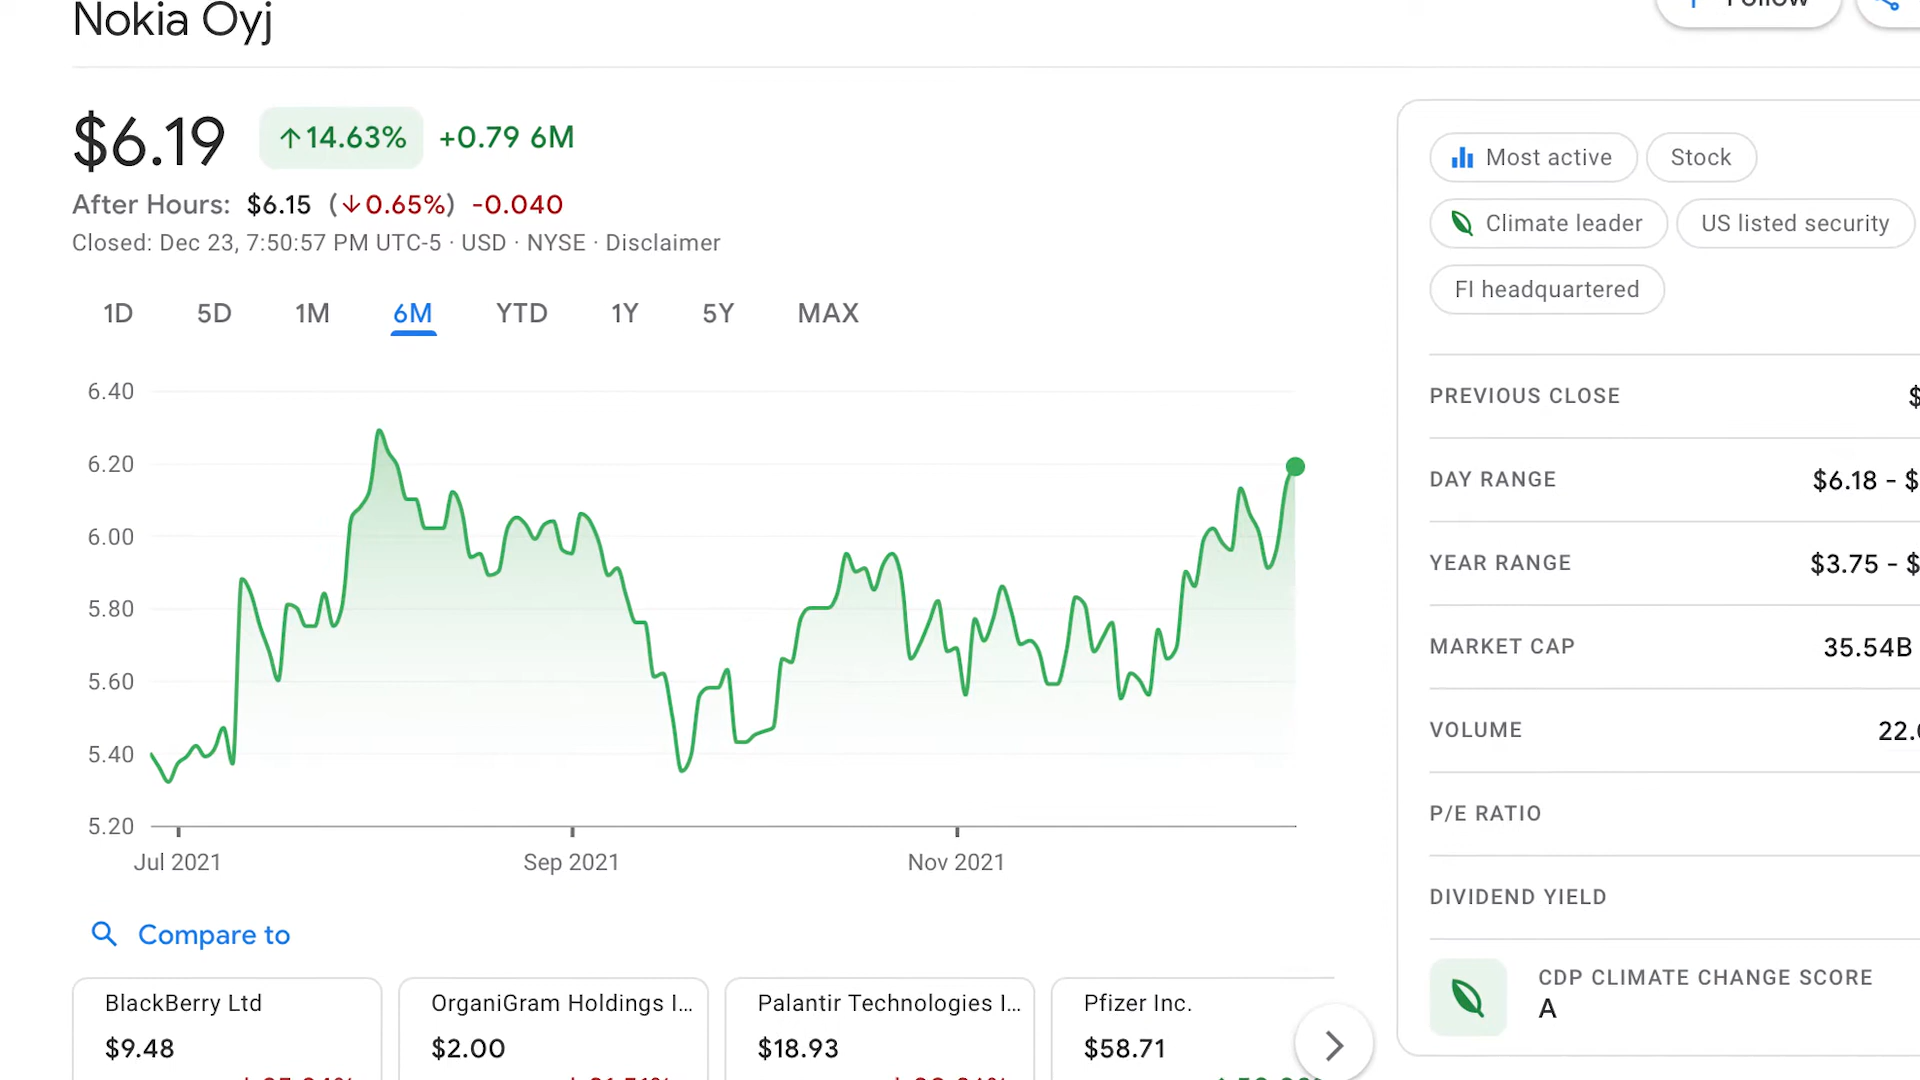 Nokia Oyj
Follow
$6.19 ↑14.63% +0.79 6M
After Hours: $6.15 (↓0.65%) -0.040
Closed: Dec 23, 7:50:57 PM UTC-5 · USD · NYSE · Disclaimer
1D 5D 1M 6M YTD 1Y 5Y MAX
6.40
6.20
6.00
5.80
5.60
5.40
5.20
Jul 2021 Sep 2021 Nov 2021
Compare to
BlackBerry Ltd
$9.48
OrganiGram Holdings I...
$2.00
Palantir Technologies I...
$18.93
Pfizer Inc.
$58.71
Most active
Stock
Climate leader
US listed security
FI headquartered
PREVIOUS CLOSE $
DAY RANGE $6.18 - $
YEAR RANGE $3.75 - $
MARKET CAP 35.54B
VOLUME 22.
P/E RATIO
DIVIDEND YIELD
CDP CLIMATE CHANGE SCORE
A